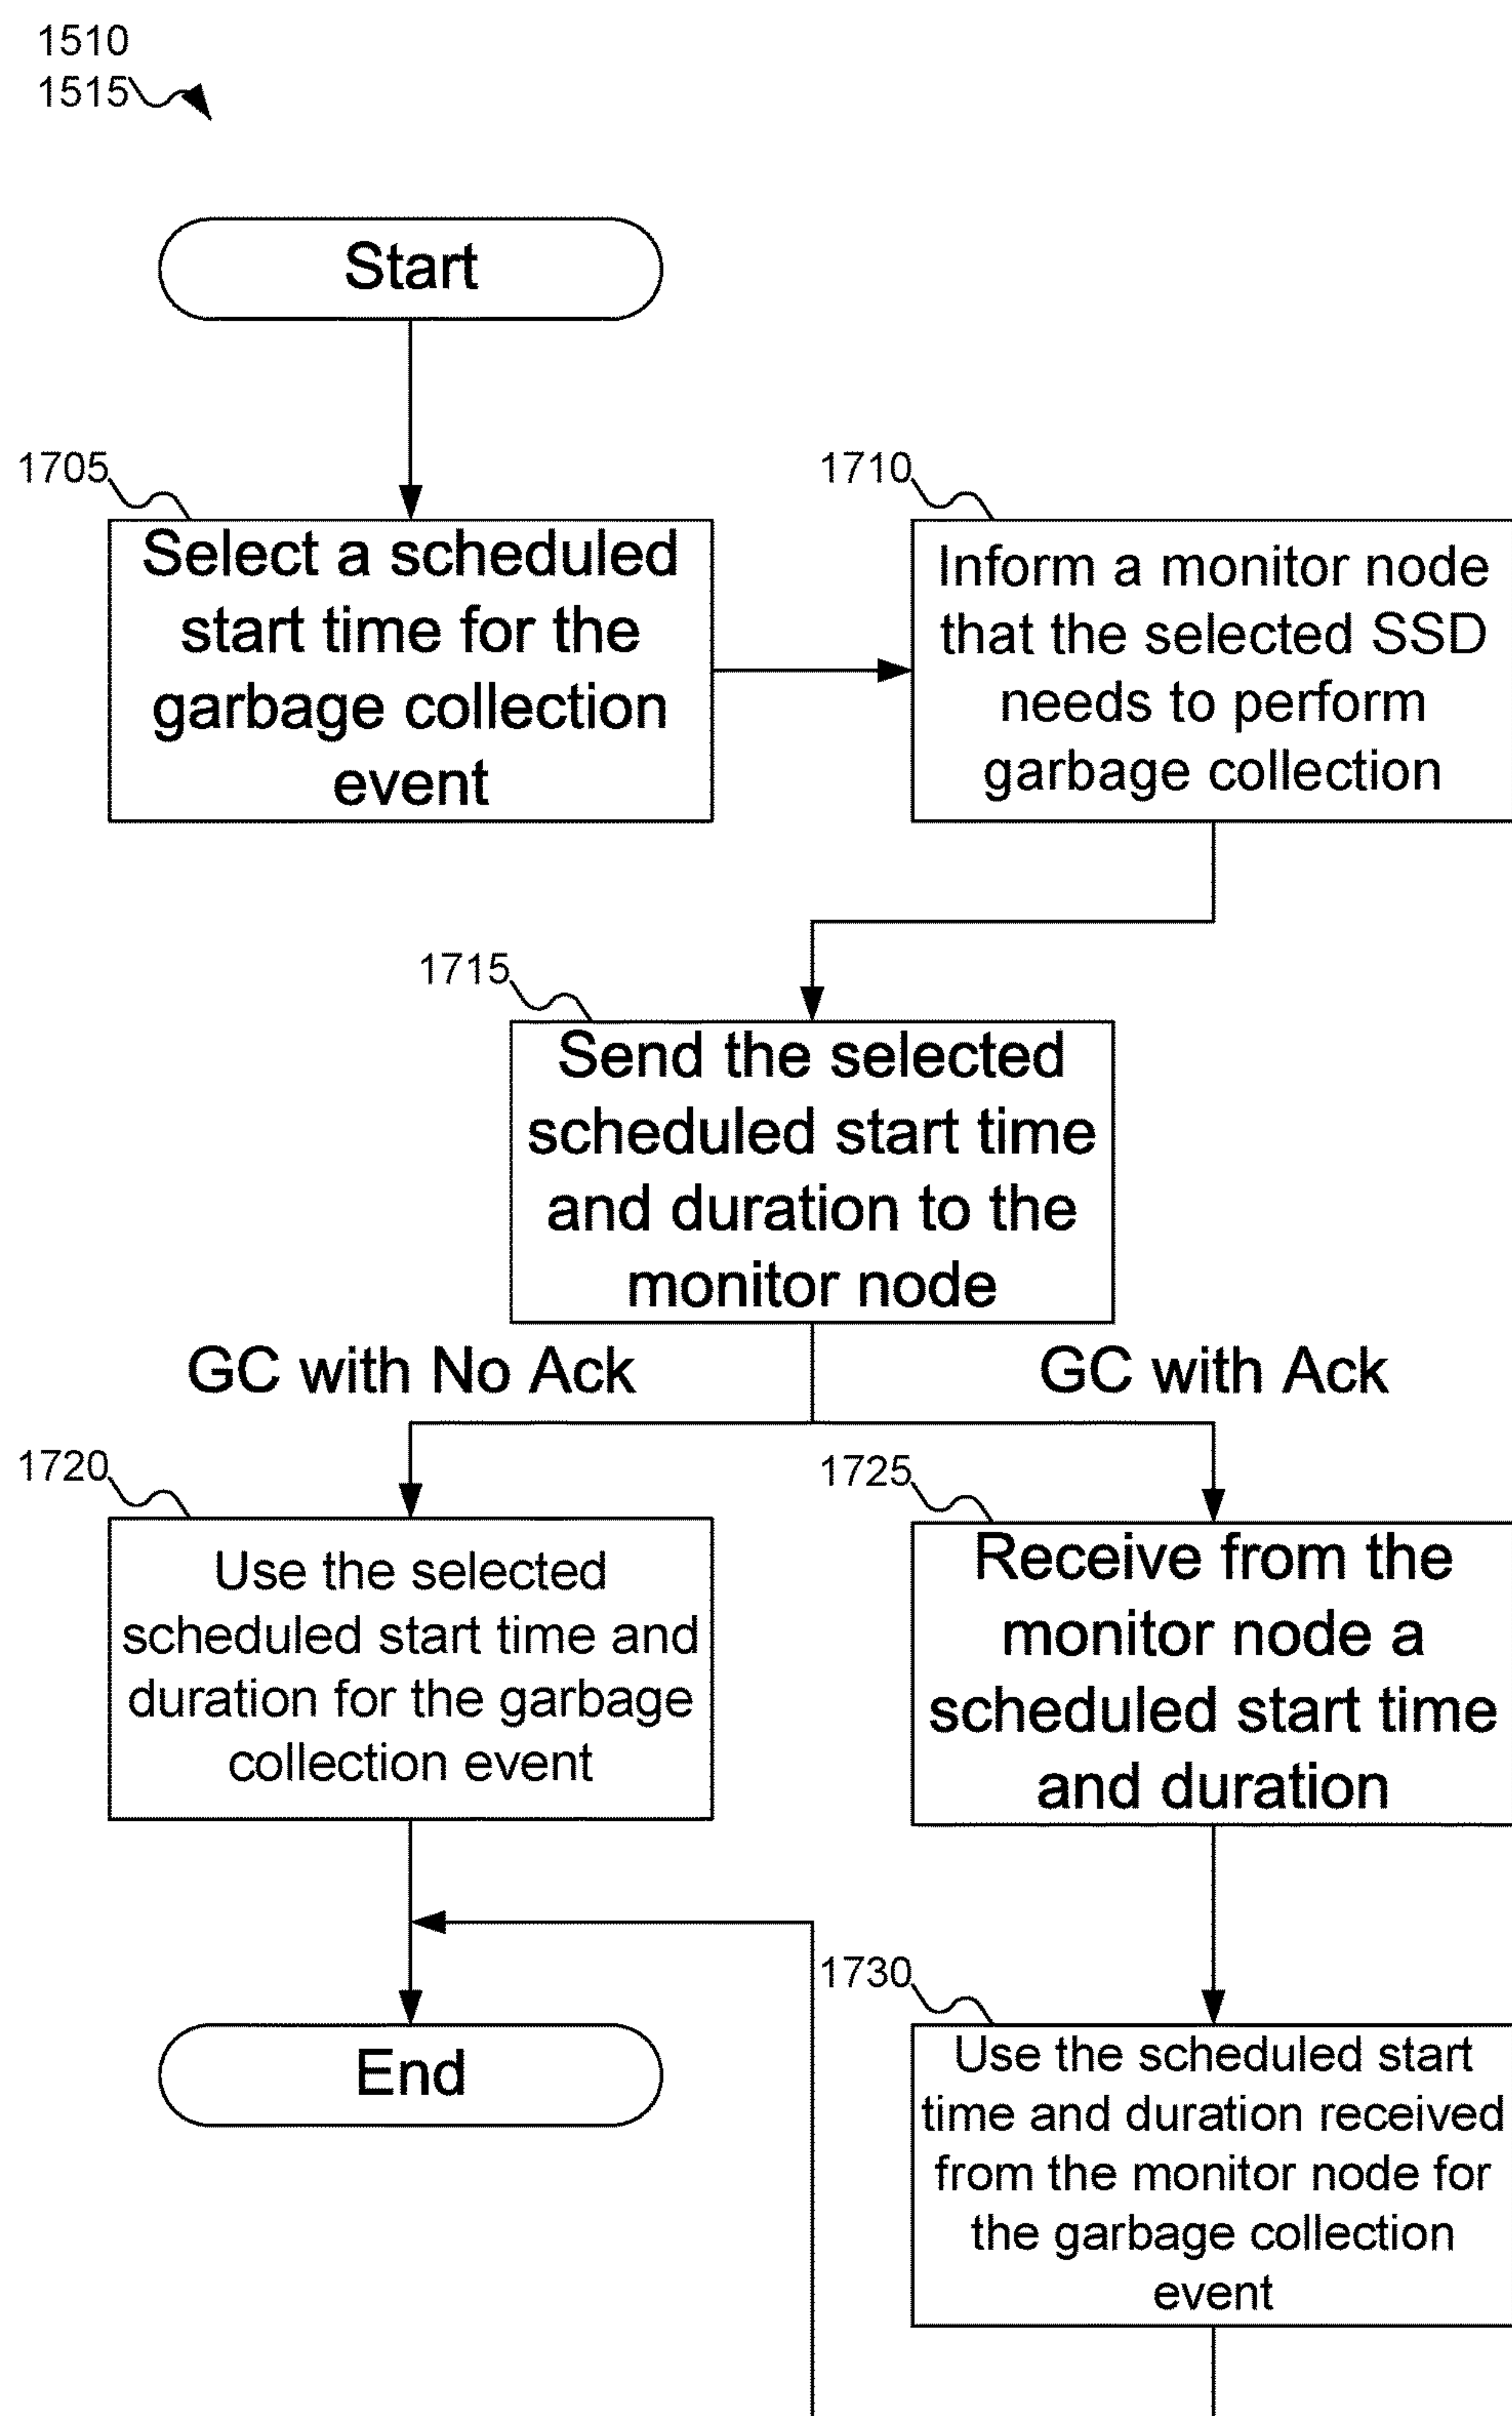 1510
1515
Start
1705
Select a scheduled
start time for the
garbage collection
event
1710
Inform a monitor node
that the selected SSD
needs to perform
garbage collection
1715
Send the selected
scheduled start time
and duration to the
monitor node
GC with No Ack
GC with Ack
1720
Use the selected
scheduled start time and
duration for the garbage
collection event
1725
Receive from the
monitor node a
scheduled start time
and duration
End
1730
Use the scheduled start
time and duration received
from the monitor node for
the garbage collection
event